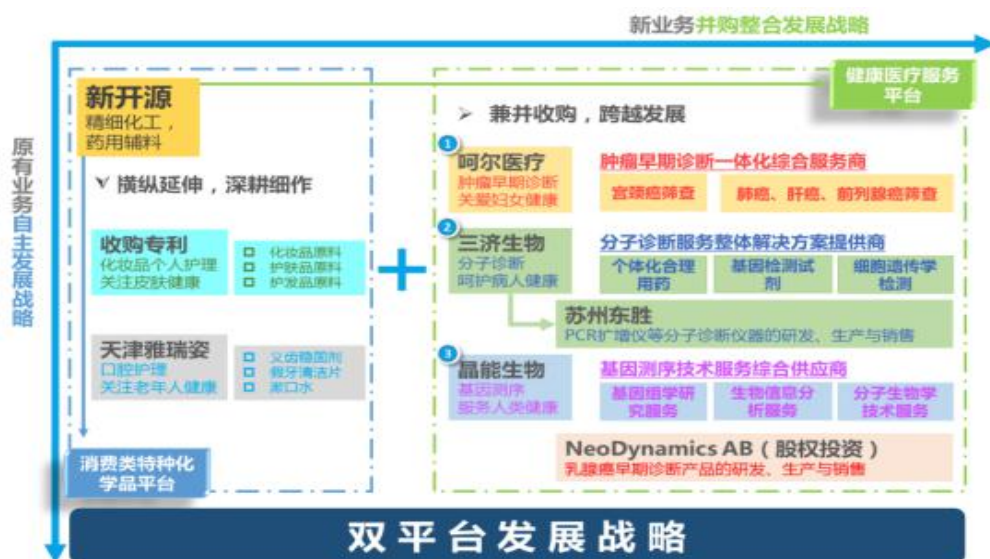 新业务并购整合发展战略
原有业务自主发展战略
新开源
精细化工，
药用辅料
横纵延伸，深耕细作
收购专利
化妆品个人护理
关注皮肤健康
化妆品原料
护肤品原料
护发品原料
天津雅瑞姿
口腔护理
关注老年人健康
义齿稳固剂
假牙清洁片
漱口水
消费类特种化
学品平台
+
健康医疗服务
平台
➢ 兼并收购，跨越发展
1
呵尔医疗
肿瘤早期诊断
关爱妇女健康
肿瘤早期诊断一体化综合服务商
宫颈癌筛查
肺癌、肝癌、前列腺癌筛查
2
三济生物
分子诊断
呵护病人健康
分子诊断服务整体解决方案提供商
个体化合理
用药
基因检测试
剂
细胞遗传学
检测
苏州东胜
PCR扩增仪等分子诊断仪器的研发、生产与销售
3
晶能生物
基因测序
服务人类健康
基因测序技术服务综合供应商
基因组学研
究服务
生物信息分
析服务
分子生物学
技术服务
NeoDynamics AB（股权投资）
乳腺癌早期诊断产品的研发、生产与销售
双平台发展战略